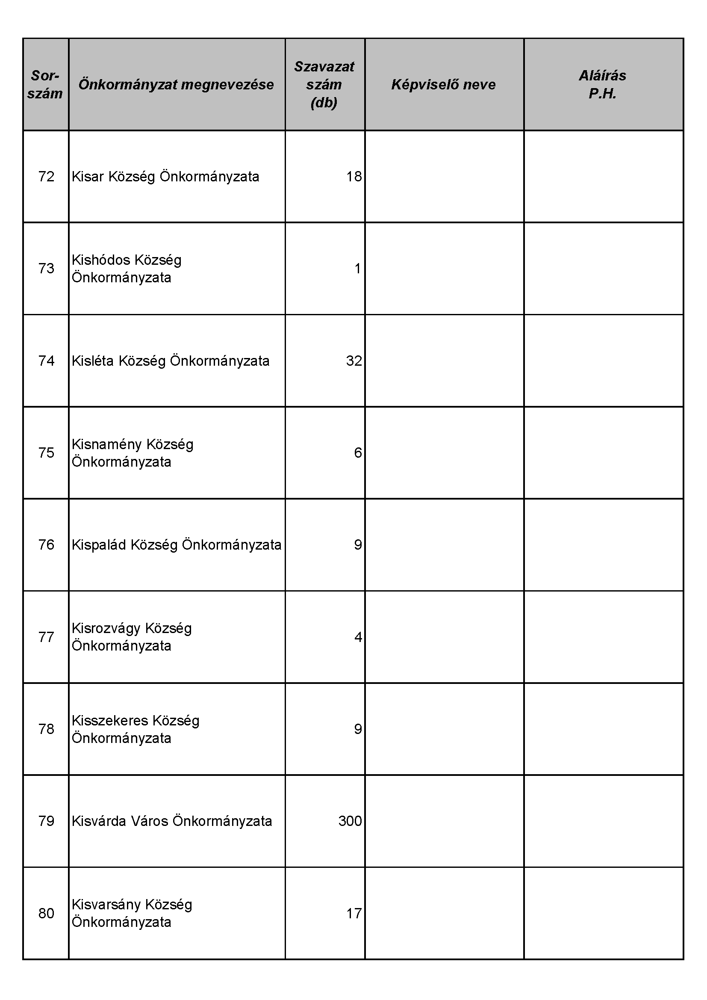 Sor-
szám
Önkormányzat megnevezése
Szavazat
szám
(db)
Képviselő neve
Aláírás
P.H.
72 Kisar Község Önkormányzata 18
73 Kishódos Község
Önkormányzata 1
74 Kisléta Község Önkormányzata 32
75 Kisnamény Község
Önkormányzata 6
76 Kispalád Község Önkormányzata 9
77 Kisrozvágy Község
Önkormányzata 4
78 Kisszekeres Község
Önkormányzata 9
79 Kisvárda Város Önkormányzata 300
80 Kisvarsány Község
Önkormányzata 17